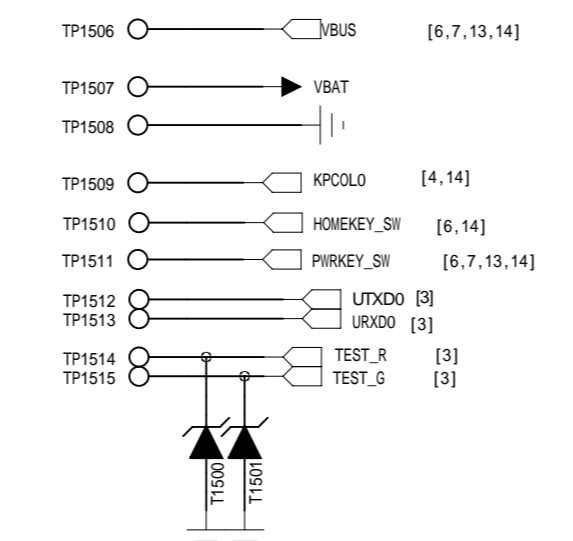 TP1506 VBUS [6,7,13,14]
TP1507 VBAT
TP1508
TP1509 KPCOL0 [4,14]
TP1510 HOMEKEY_SW [6,14]
TP1511 PWRKEY_SW [6,7,13,14]
TP1512 UTXD0 [3]
TP1513 URXD0 [3]
TP1514 TEST_R [3]
TP1515 TEST_G [3]
T1500
T1501